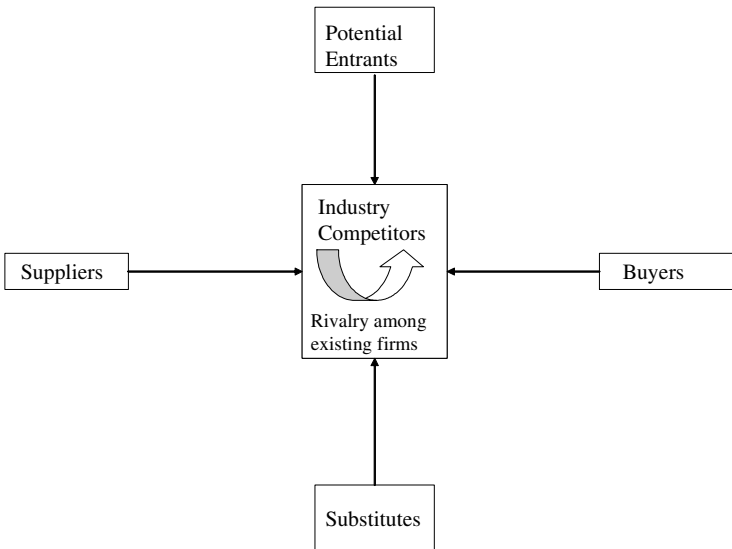 Potential
Entrants
Industry
Competitors
Suppliers
Buyers
Rivalry among
existing firms
Substitutes